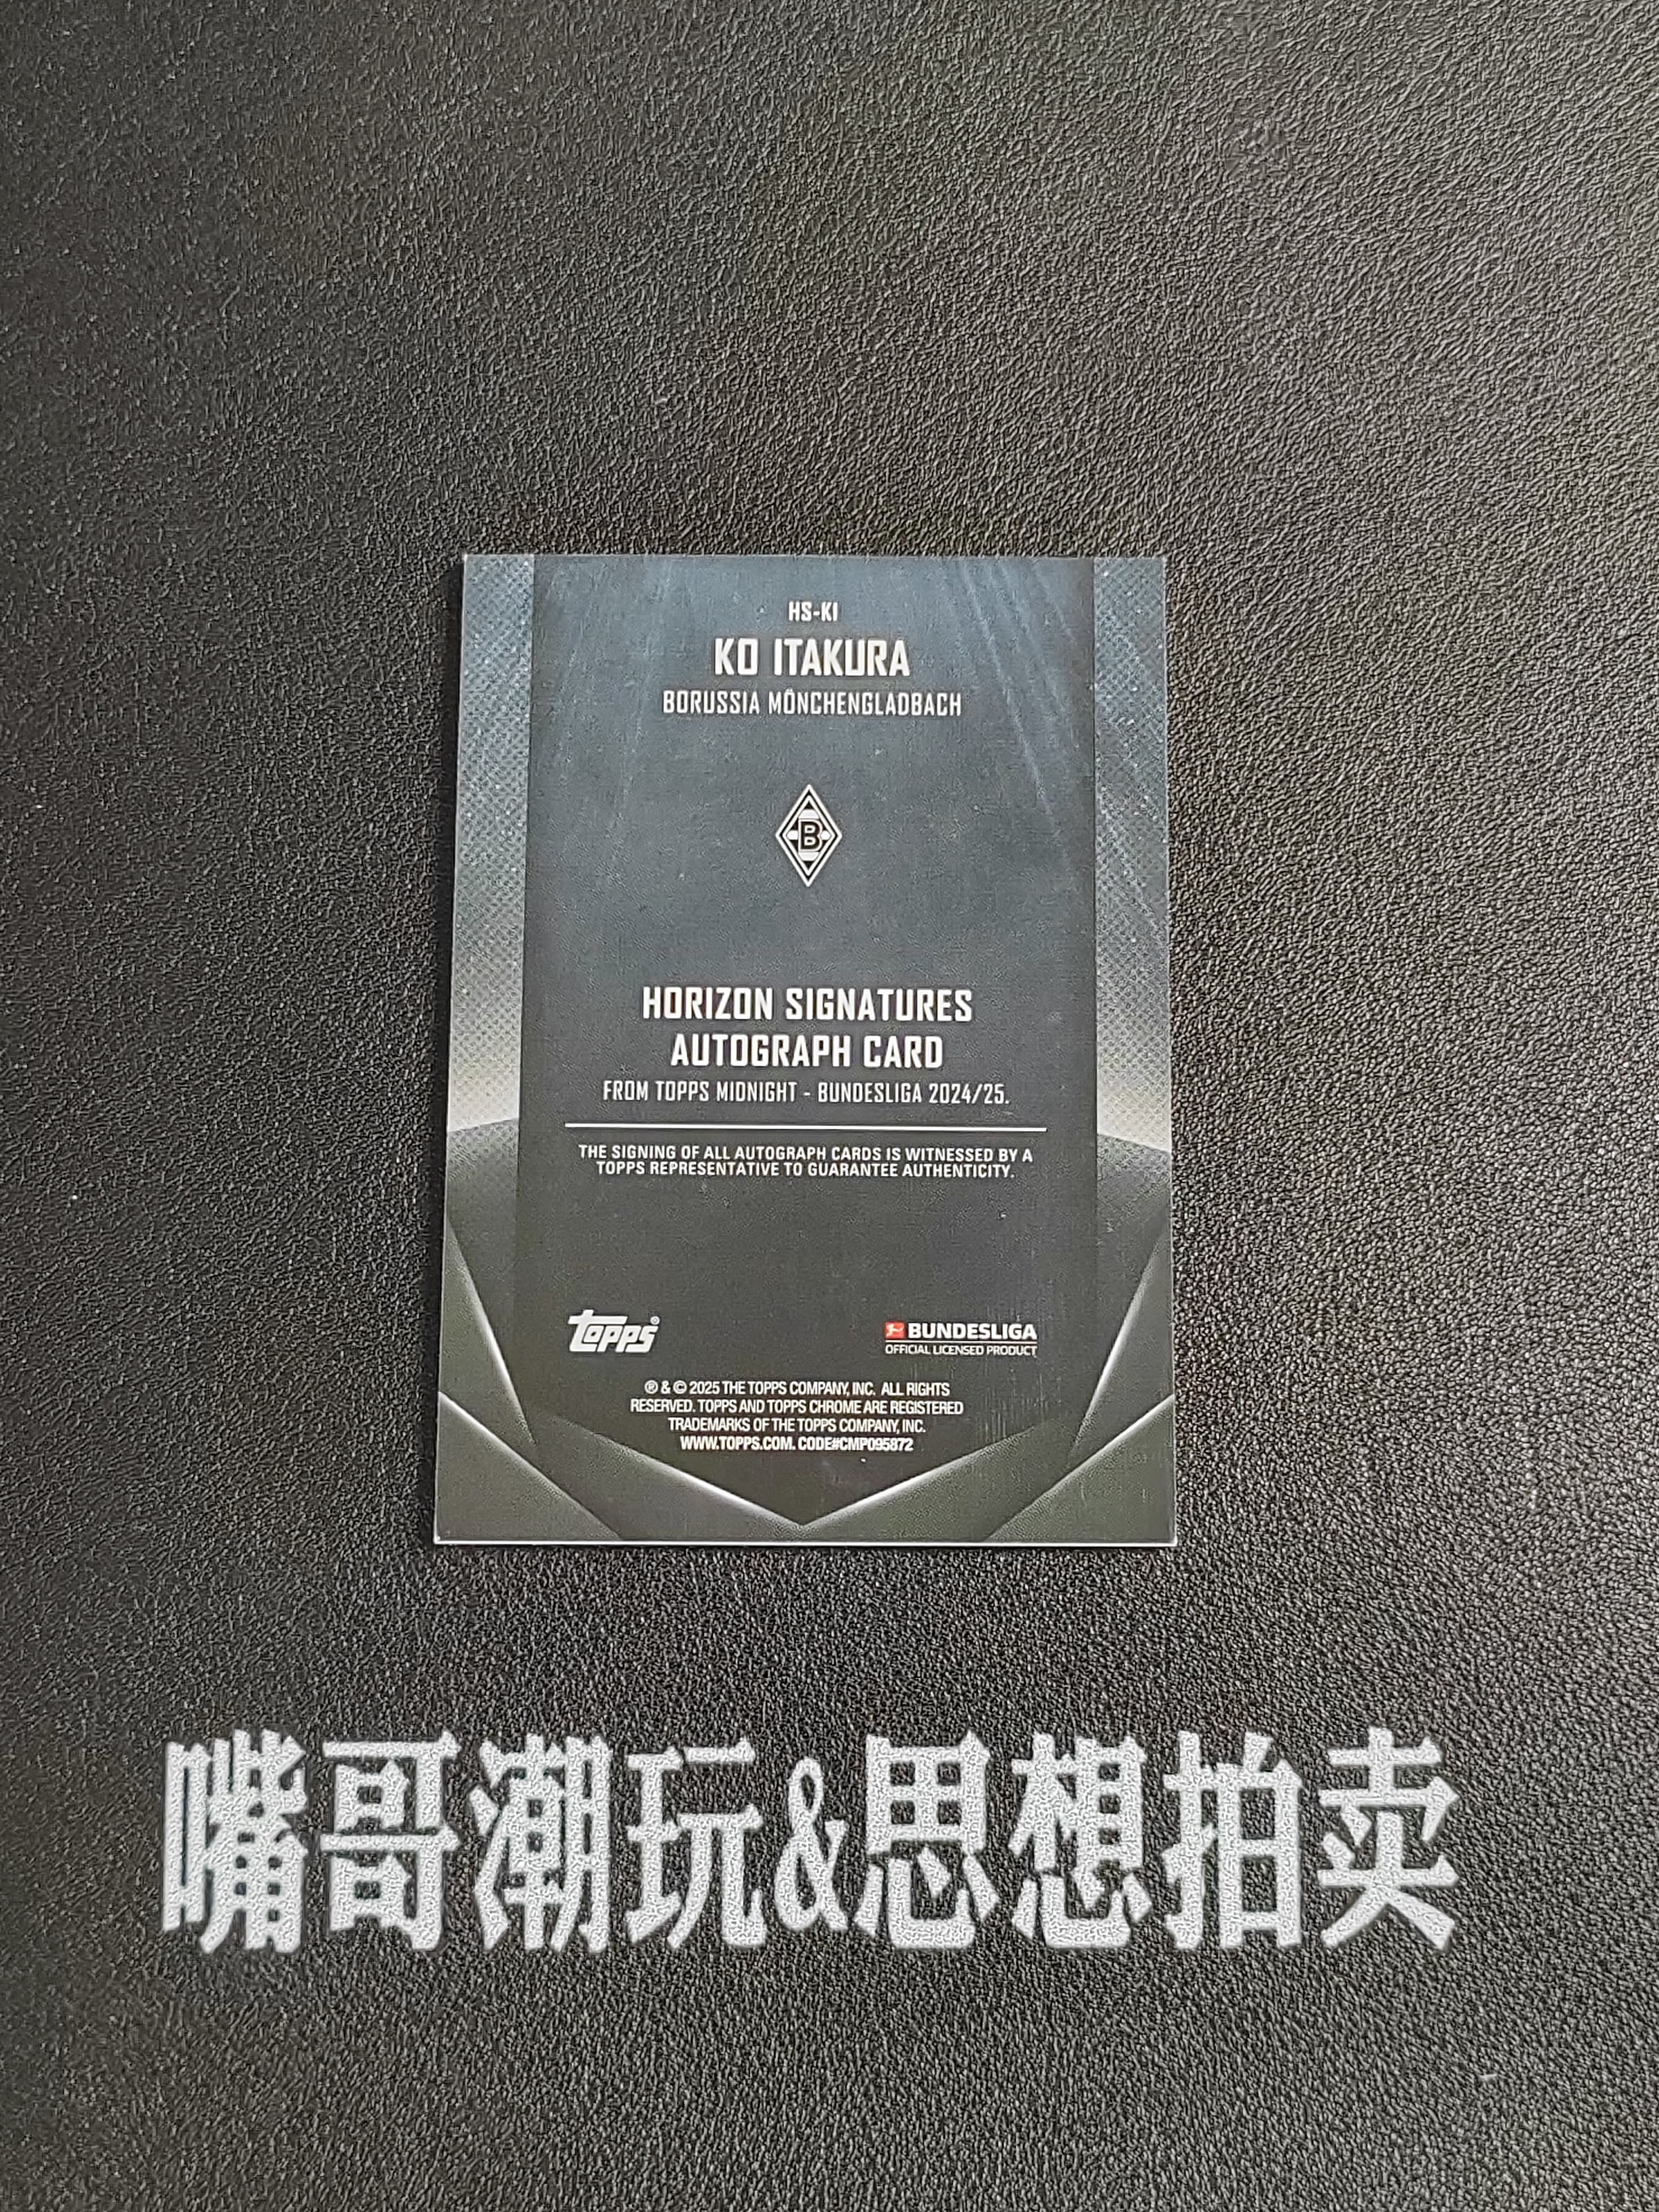 HS-KI
KO ITAKURA
BORUSSIA MÖNCHENGLADBACH
B
HORIZON SIGNATURES
AUTOGRAPH CARD
FROM TOPPS MIDNIGHT - BUNDESLIGA 2024/25.
THE SIGNING OF ALL AUTOGRAPH CARDS IS WITNESSED BY A
TOPPS REPRESENTATIVE TO GUARANTEE AUTHENTICITY.
topps®
BUNDESLIGA
OFFICIAL LICENSED PRODUCT
® & © 2025 THE TOPPS COMPANY, INC. ALL RIGHTS
RESERVED. TOPPS AND TOPPS CHROME ARE REGISTERED
TRADEMARKS OF THE TOPPS COMPANY, INC.
WWW.TOPPS.COM. CODE#CMP095872
嘴哥潮玩&思想拍卖